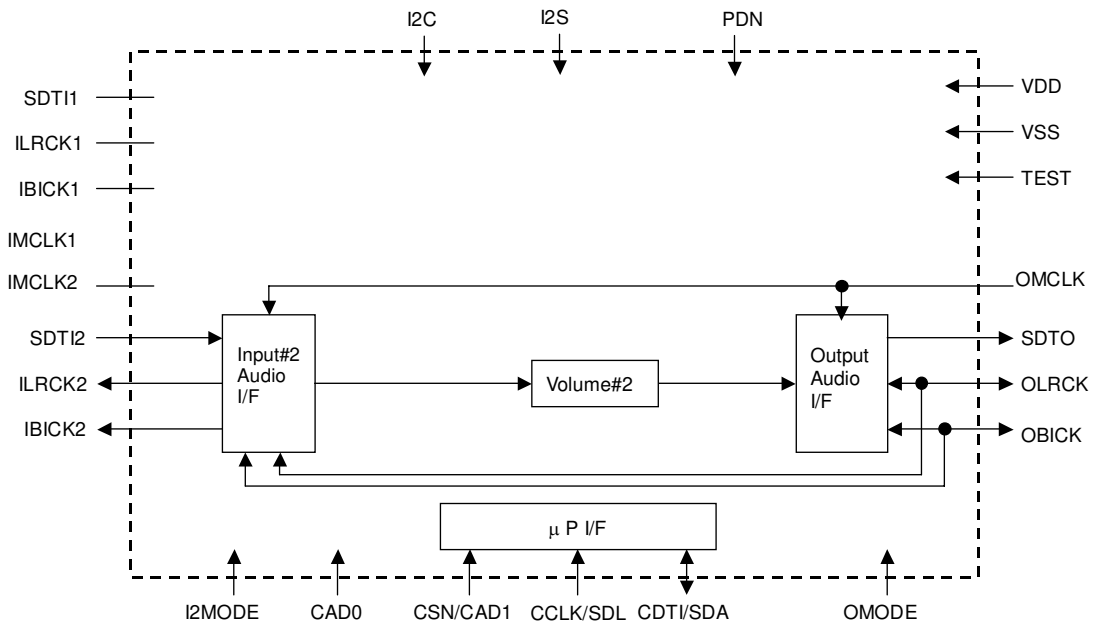 I2C
I2S
PDN
SDTI1
ILRCK1
IBICK1
IMCLK1
IMCLK2
SDTI2
ILRCK2
IBICK2
VDD
VSS
TEST
OMCLK
SDTO
OLRCK
OBICK
Input#2
Audio
I/F
Volume#2
Output
Audio
I/F
μ P I/F
I2MODE
CAD0
CSN/CAD1
CCLK/SDL
CDTI/SDA
OMODE